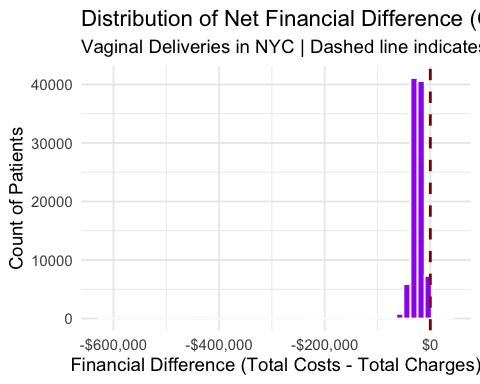 Distribution of Net Financial Difference (
Vaginal Deliveries in NYC | Dashed line indicates
Count of Patients
40000
30000
20000
10000
0
-$600,000
-$400,000
-$200,000
$0
Financial Difference (Total Costs - Total Charges)